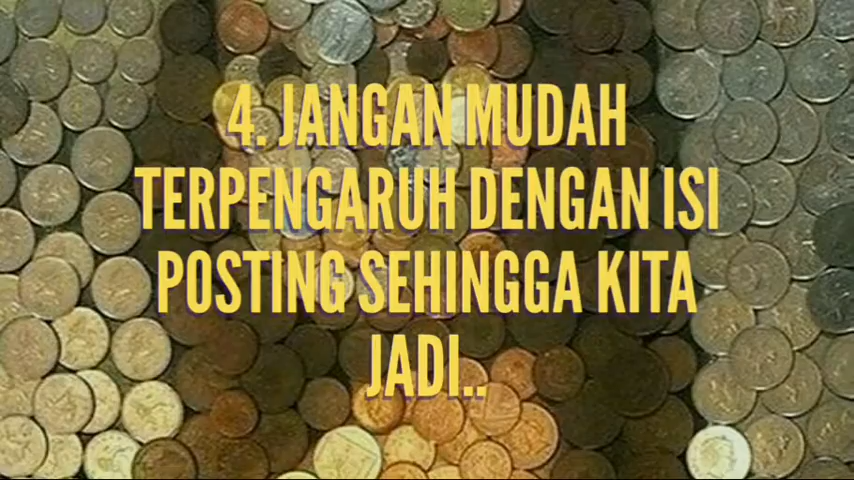 4. JANGAN MUDAH
TERPENGARUH DENGAN ISI
POSTING SEHINGGA KITA
JADI..